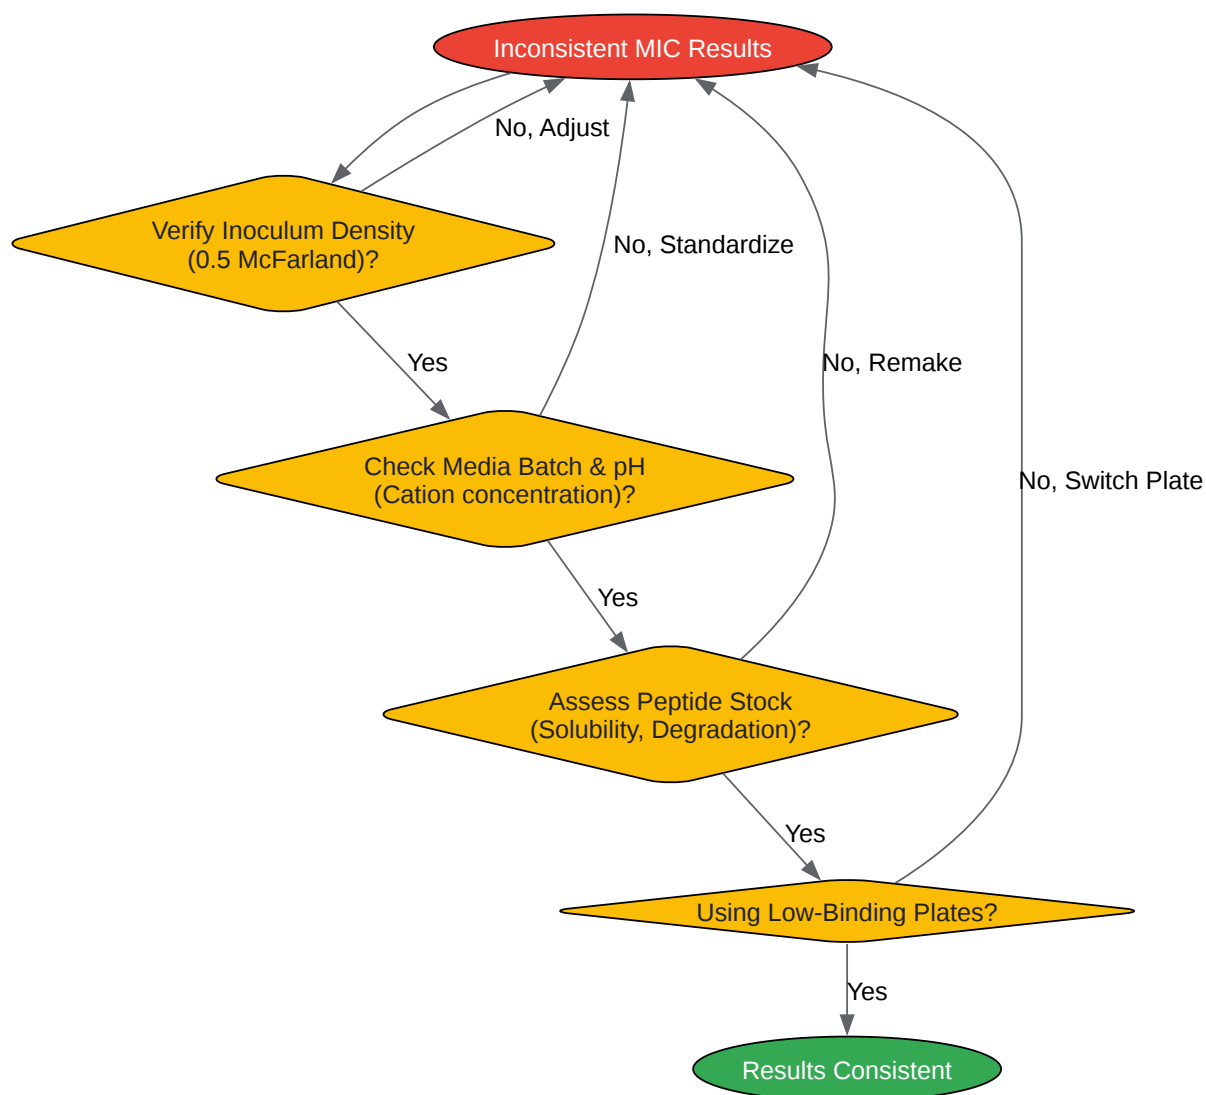 Inconsistent MIC Results
No, Adjust
Verify Inoculum Density
(0.5 McFarland)?
No, Standardize
Yes
No, Remake
Check Media Batch & pH
(Cation concentration)?
No, Switch Plate
Yes
Assess Peptide Stock
(Solubility, Degradation)?
Yes
Using Low-Binding Plates?
Yes
Results Consistent